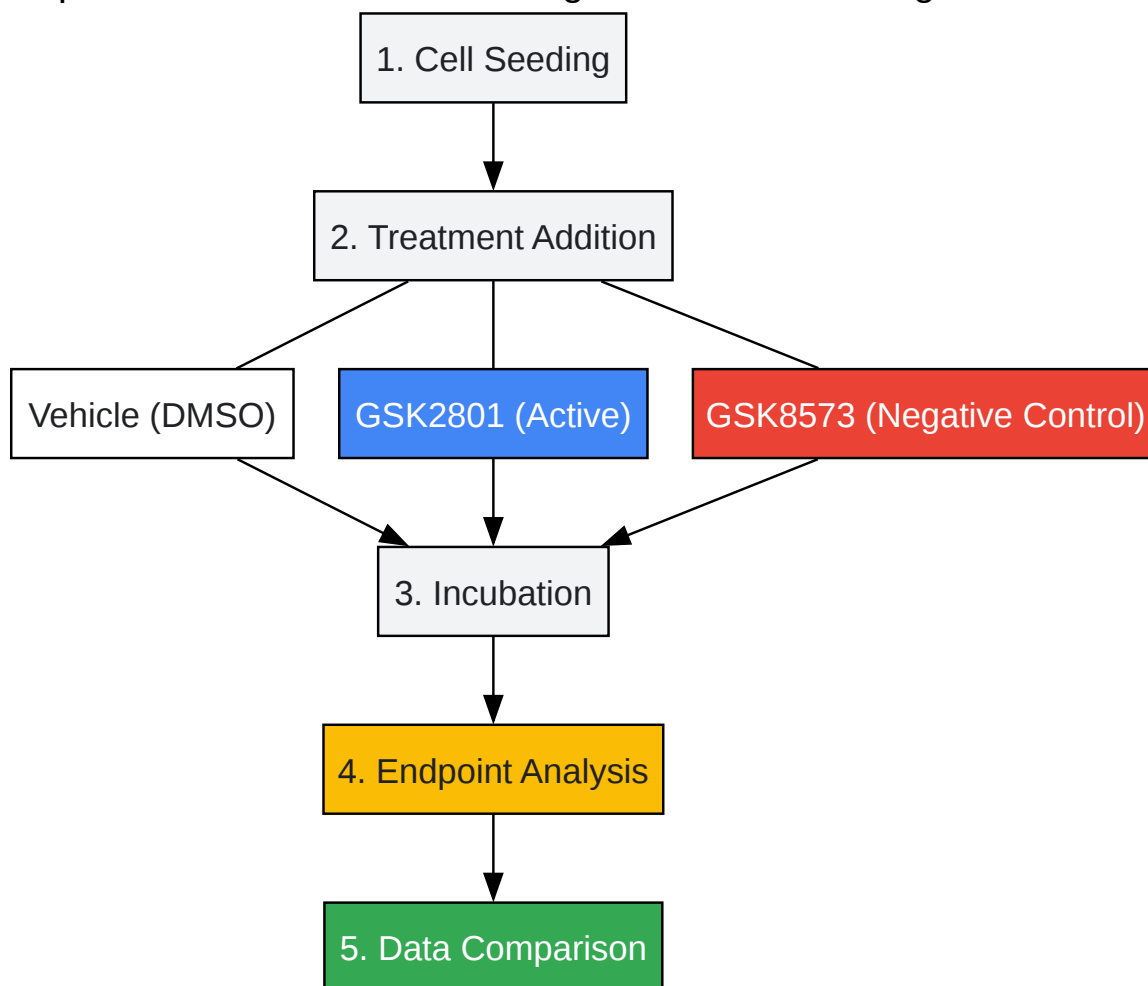 1. Cell Seeding
2. Treatment Addition
Vehicle (DMSO)
GSK2801 (Active)
GSK8573 (Negative Control)
3. Incubation
4. Endpoint Analysis
5. Data Comparison